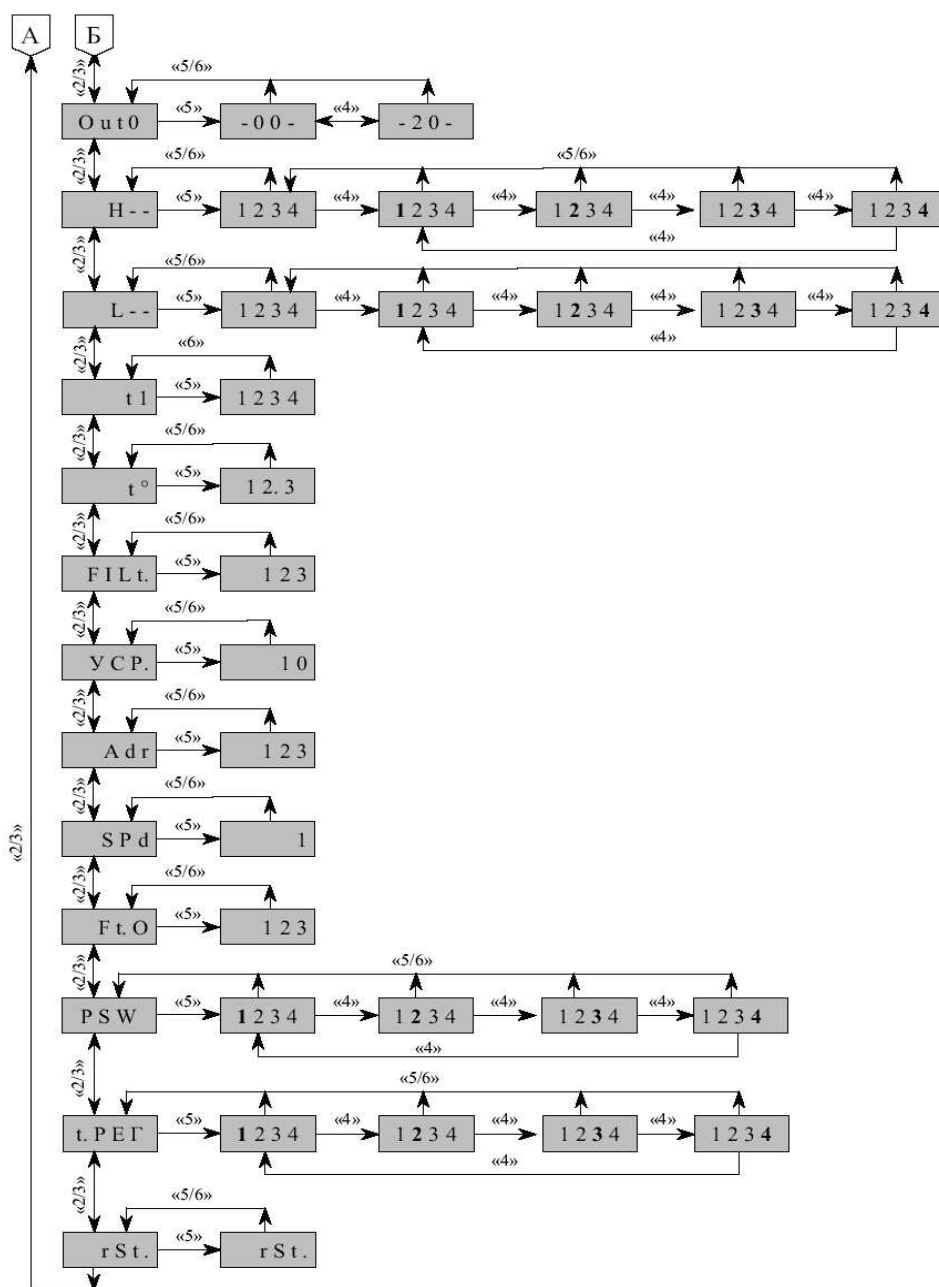 А Б
«2/3» «5/6»
Out0 «5» -00- «4» -20-
«2/3» «5/6» «5/6»
H-- «5» 1234 «4» 1234 «4» 1234 «4» 1234 «4» 1234
«4»
«2/3» «5/6»
L-- «5» 1234 «4» 1234 «4» 1234 «4» 1234 «4» 1234
«4»
«2/3» «6»
t1 «5» 1234
«2/3» «5/6»
t° «5» 12.3
«2/3» «5/6»
FILt. «5» 123
«2/3» «5/6»
УСР. «5» 10
«2/3» «5/6»
Adr «5» 123
«2/3» «5/6»
SPd «5» 1
«2/3»
«2/3» «5/6»
Ft.O «5» 123
«2/3» «5/6»
PSW «5» 1234 «4» 1234 «4» 1234 «4» 1234
«4»
«2/3» «5/6»
t.РЕГ «5» 1234 «4» 1234 «4» 1234 «4» 1234
«4»
«2/3» «5/6»
rSt. «5» rSt.